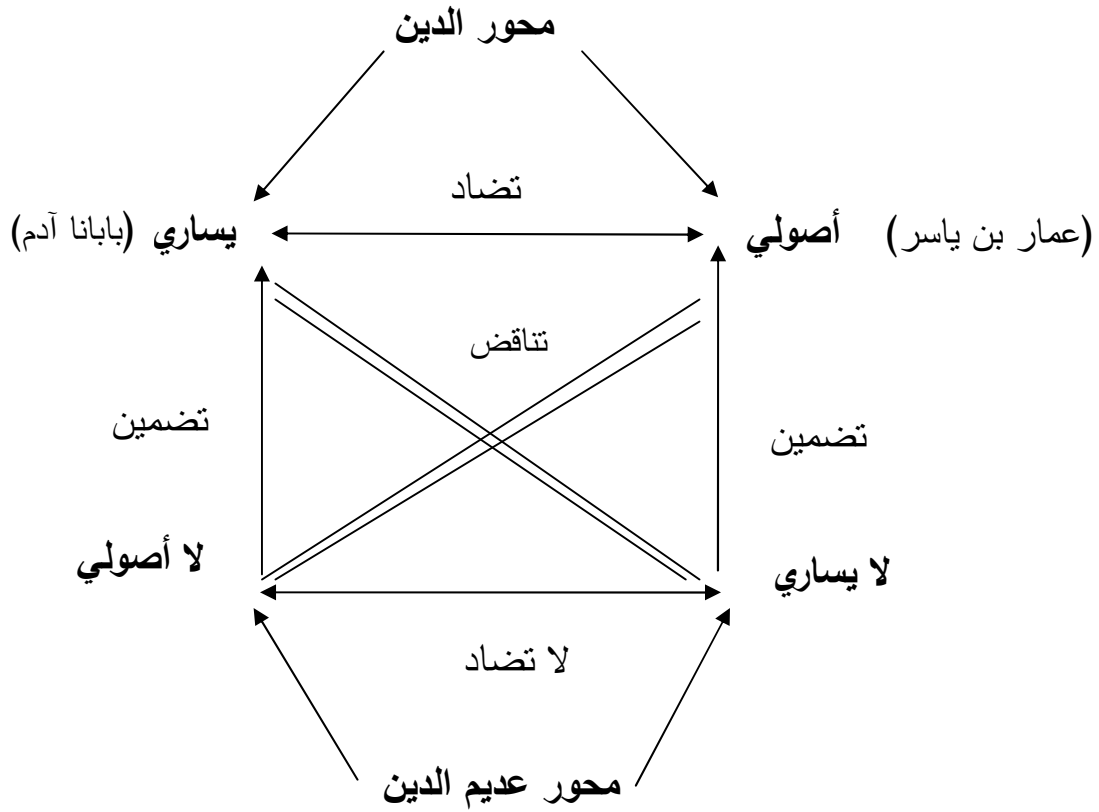 محور الدين
تضاد
(عمار بن ياسر) أصولي
يساري (بابانا آدم)
تناقض
تضمين
تضمين
لا يساري
لا أصولي
لا تضاد
محور عديم الدين